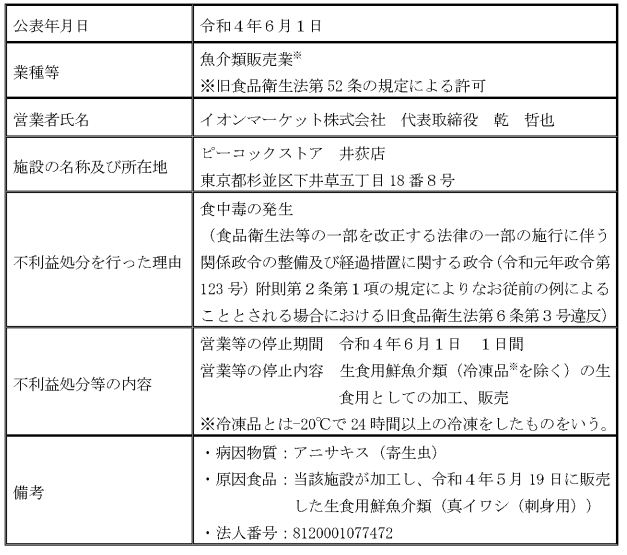 公表年月日 令和４年６月１日
業種等 魚介類販売業※
※旧食品衛生法第 52 条の規定による許可
営業者氏名 イオンマーケット株式会社　代表取締役　乾　哲也
施設の名称及び所在地 ピーコックストア　井荻店
東京都杉並区下井草五丁目 18 番８号
不利益処分を行った理由 食中毒の発生
（食品衛生法等の一部を改正する法律の一部の施行に伴う
関係政令の整備及び経過措置に関する政令（令和元年政令第
123 号）附則第２条第１項の規定によりなお従前の例による
こととされる場合における旧食品衛生法第６条第３号違反）
不利益処分等の内容 営業等の停止期間　令和４年６月１日　１日間
営業等の停止内容　生食用鮮魚介類（冷凍品※を除く）の生
食用としての加工、販売
※冷凍品とは-20℃で 24 時間以上の冷凍をしたものをいう。
備考 ・病因物質：アニサキス（寄生虫）
・原因食品：当該施設が加工し、令和４年５月 19 日に販売
した生食用鮮魚介類（真イワシ（刺身用））
・法人番号：8120001077472